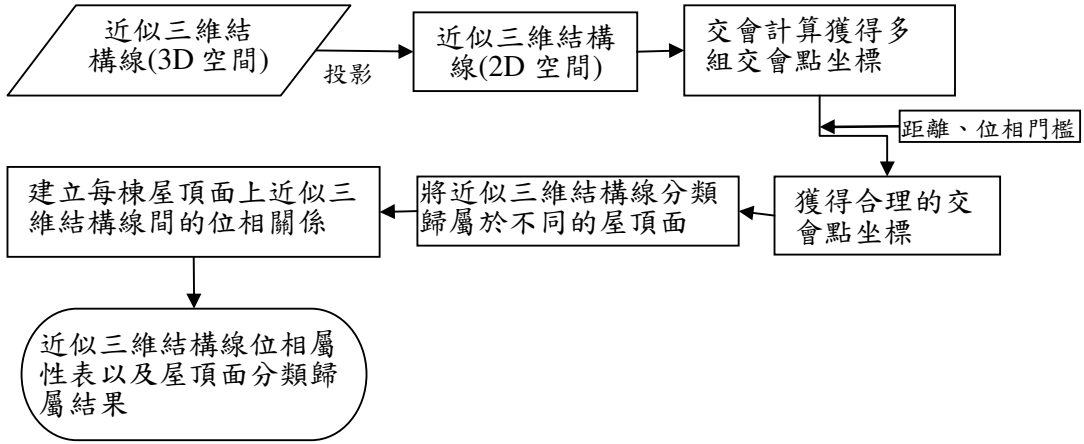 近似三維結
構線(3D 空間)
投影
近似三維結構
線(2D 空間)
交會計算獲得多
組交會點坐標
距離、位相門檻
獲得合理的交
會點坐標
將近似三維結構線分類
歸屬於不同的屋頂面
建立每棟屋頂面上近似三
維結構線間的位相關係
近似三維結構線位相屬
性表以及屋頂面分類歸
屬結果